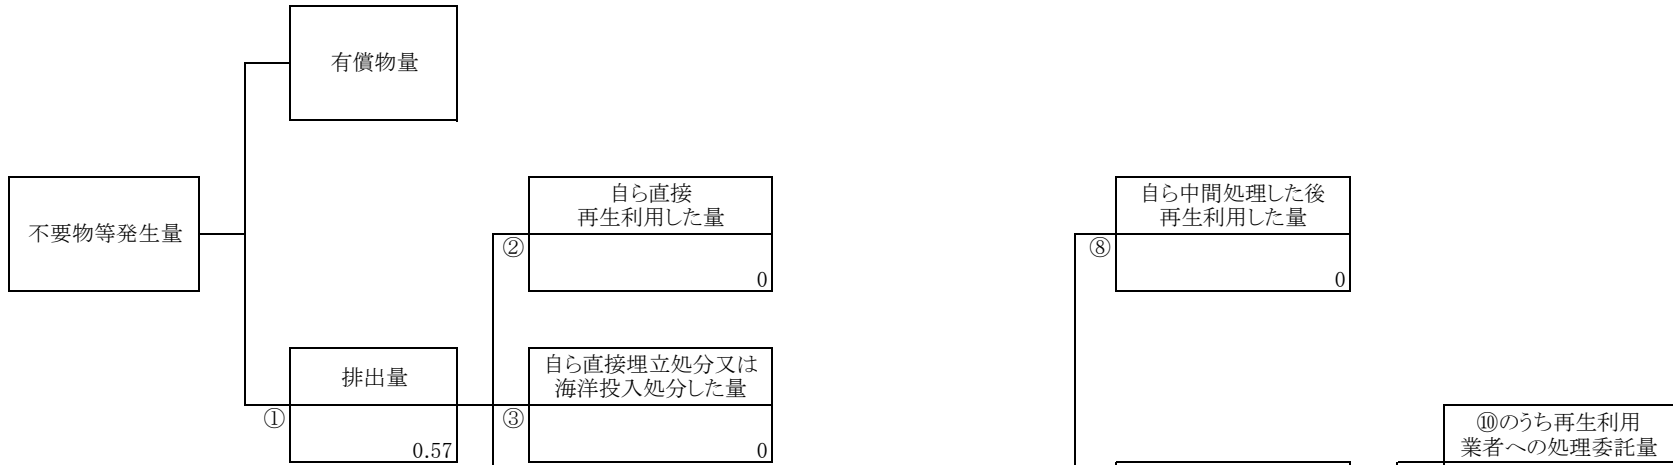 有償物量
不要物等発生量
自ら直接
再生利用した量
②
0
自ら中間処理した後
再生利用した量
⑧
0
排出量
①
0.57
自ら直接埋立処分又は
海洋投入処分した量
③
0
⑩のうち再生利用
業者への処理委託量